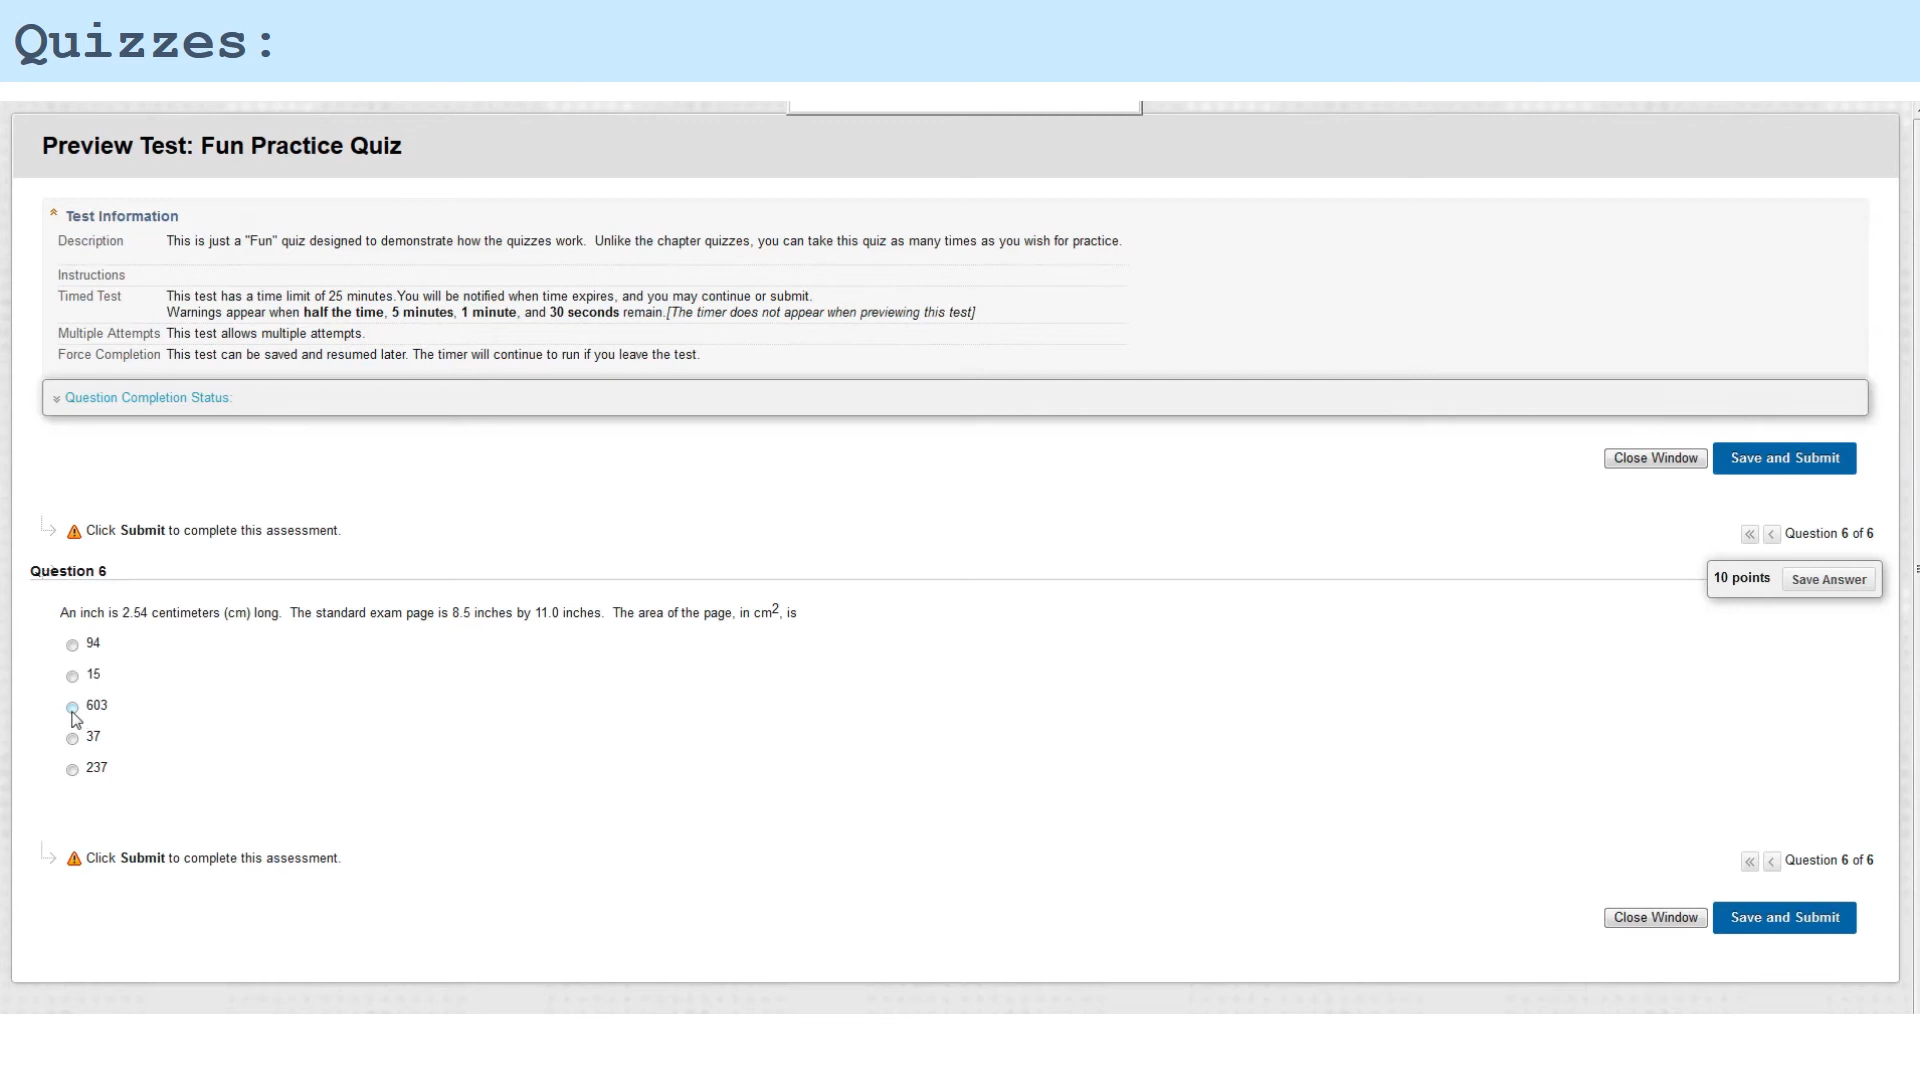 Quizzes:
Preview Test: Fun Practice Quiz
Test Information
Description This is just a "Fun" quiz designed to demonstrate how the quizzes work. Unlike the chapter quizzes, you can take this quiz as many times as you wish for practice.
Instructions
Timed Test This test has a time limit of 25 minutes.You will be notified when time expires, and you may continue or submit.
Warnings appear when half the time, 5 minutes, 1 minute, and 30 seconds remain.[The timer does not appear when previewing this test]
Multiple Attempts This test allows multiple attempts.
Force Completion This test can be saved and resumed later. The timer will continue to run if you leave the test.
Question Completion Status:
Close Window Save and Submit
Click Submit to complete this assessment. Question 6 of 6
Question 6
10 points Save Answer
An inch is 2.54 centimeters (cm) long. The standard exam page is 8.5 inches by 11.0 inches. The area of the page, in cm², is
94
15
603
37
237
Click Submit to complete this assessment. Question 6 of 6
Close Window Save and Submit